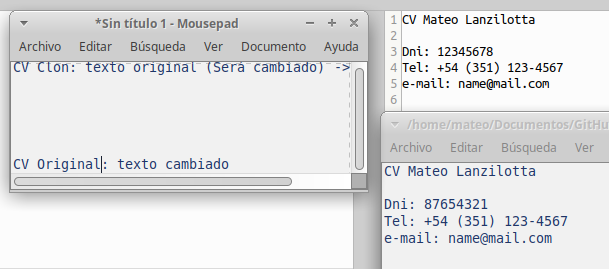 *Sin título 1 - Mousepad
Archivo Editar Búsqueda Ver Documento Ayuda
CV Clon: texto original (Será cambiado) ->
CV Original: texto cambiado
1 CV Mateo Lanzilotta
2
3 Dni: 12345678
4 Tel: +54 (351) 123-4567
5 e-mail: name@mail.com
6
/home/mateo/Documentos/GitHu
Archivo Editar Búsqueda Ver
CV Mateo Lanzilotta
Dni: 87654321
Tel: +54 (351) 123-4567
e-mail: name@mail.com